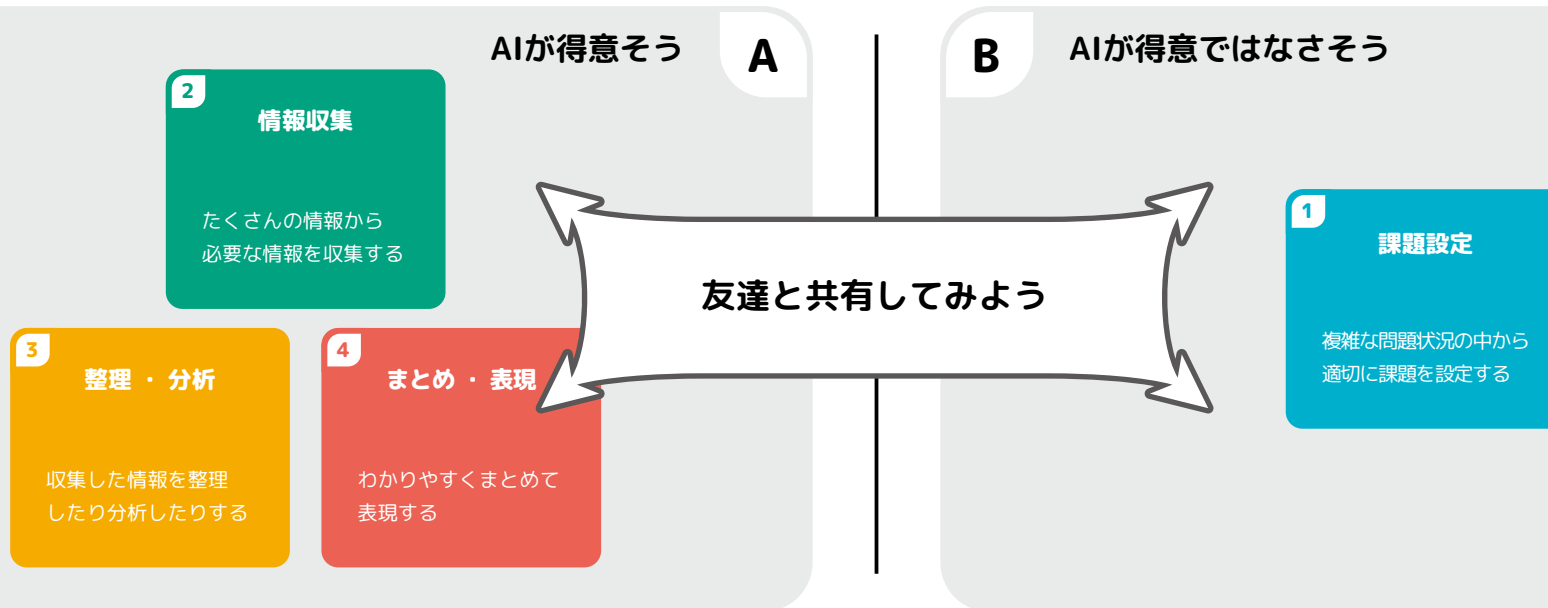 AIが得意そう
A
B
AIが得意ではなさそう
2
情報収集
たくさんの情報から
必要な情報を収集する
3
整理 ・ 分析
収集した情報を整理
したり分析したりする
4
まとめ ・ 表現
わかりやすくまとめて
表現する
友達と共有してみよう
1
課題設定
複雑な問題状況の中から
適切に課題を設定する